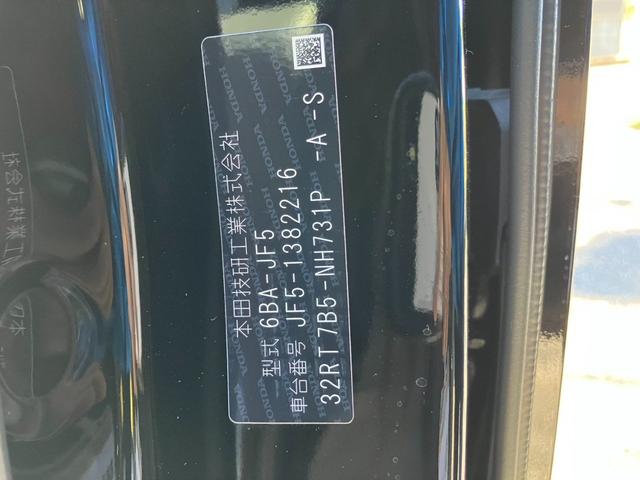 本田技研工業株式会社
型式 6BA-JF5
車台番号 JF5-1382216
32RT7B5-NH731P -A -S